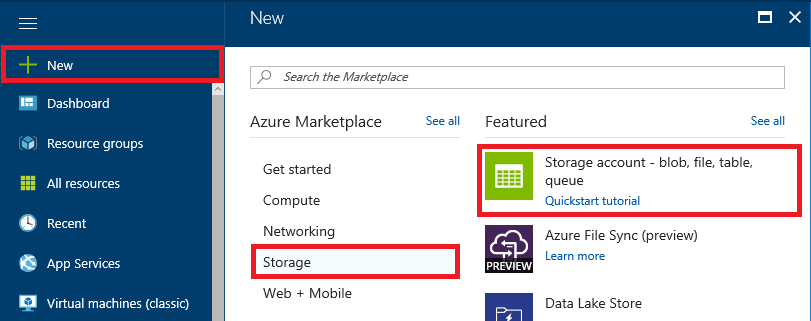 New
New
Dashboard
Resource groups
All resources
Recent
App Services
Virtual machines (classic)
Search the Marketplace
Azure Marketplace
See all
Get started
Compute
Networking
Storage
Web + Mobile
Featured
See all
Storage account - blob, file, table,
queue
Quickstart tutorial
Azure File Sync (preview)
Learn more
PREVIEW
Data Lake Store